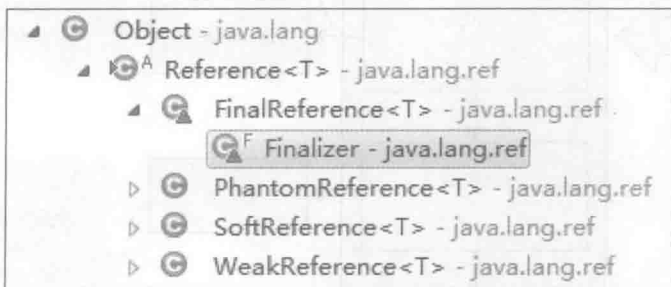 Object - java.lang
A Reference<T> - java.lang.ref
FinalReference<T> - java.lang.ref
F Finalizer - java.lang.ref
PhantomReference<T> - java.lang.ref
SoftReference<T> - java.lang.ref
WeakReference<T> - java.lang.ref